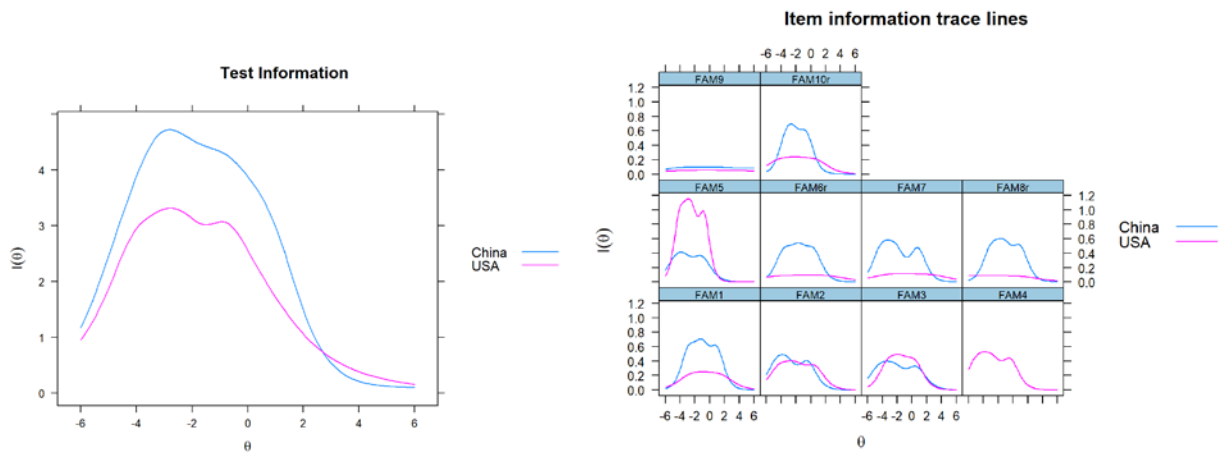 Test Information
I(θ)
4
3
2
1
0
-6 -4 -2 0 2 4 6
θ
China
USA
Item information trace lines
-6 -4 -2 0 2 4 6
FAM9 FAM10r
1.2
1.0
0.8
0.6
0.4
0.2
0.0
FAM5 FAM6r FAM7 FAM8r
1.2
1.0
0.8
0.6
0.4
0.2
0.0
FAM1 FAM2 FAM3 FAM4
1.2
1.0
0.8
0.6
0.4
0.2
0.0
I(θ)
-6 -4 -2 0 2 4 6 -6 -4 -2 0 2 4 6
θ
China
USA